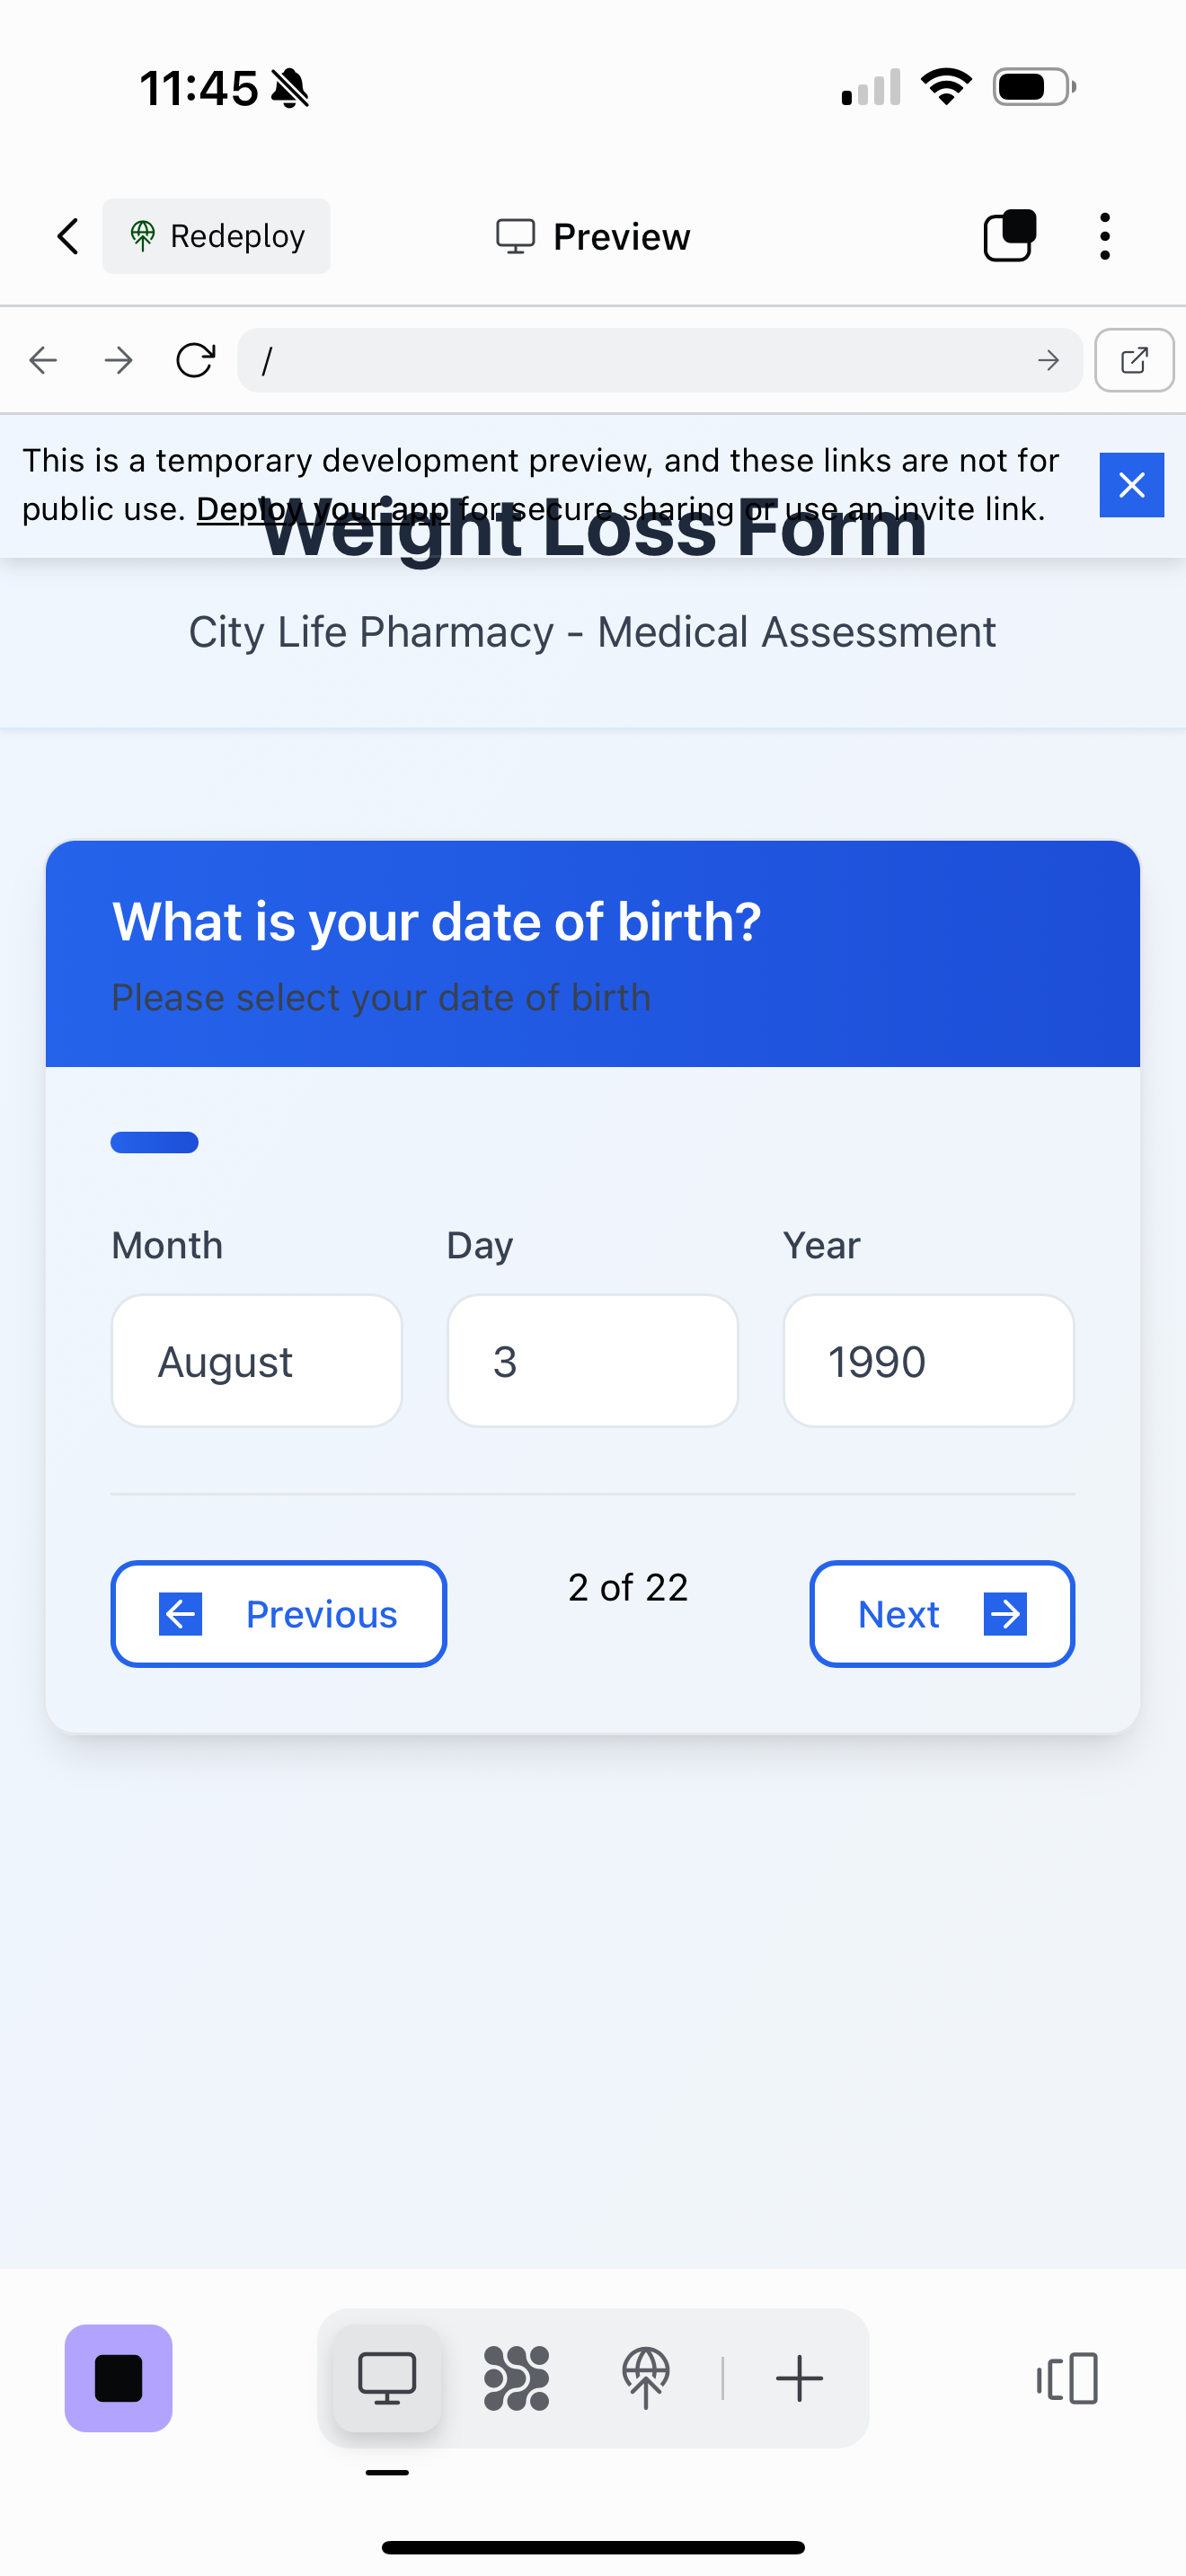 11:45
Redeploy
Preview
/
This is a temporary development preview, and these links are not for
public use. Deploy your app for secure sharing or use an invite link.
Weight Loss Form
City Life Pharmacy - Medical Assessment
What is your date of birth?
Please select your date of birth
Month Day Year
August 3 1990
Previous 2 of 22 Next